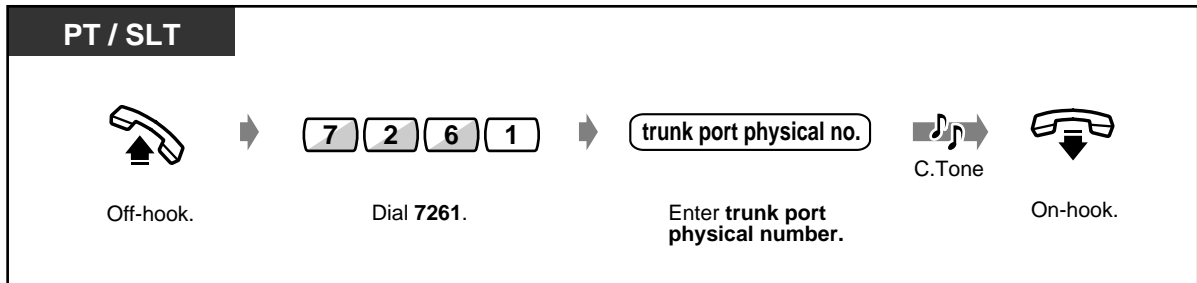 PT / SLT
7 2 6 1
trunk port physical no.
C.Tone
Off-hook.
Dial 7261.
Enter trunk port
physical number.
On-hook.